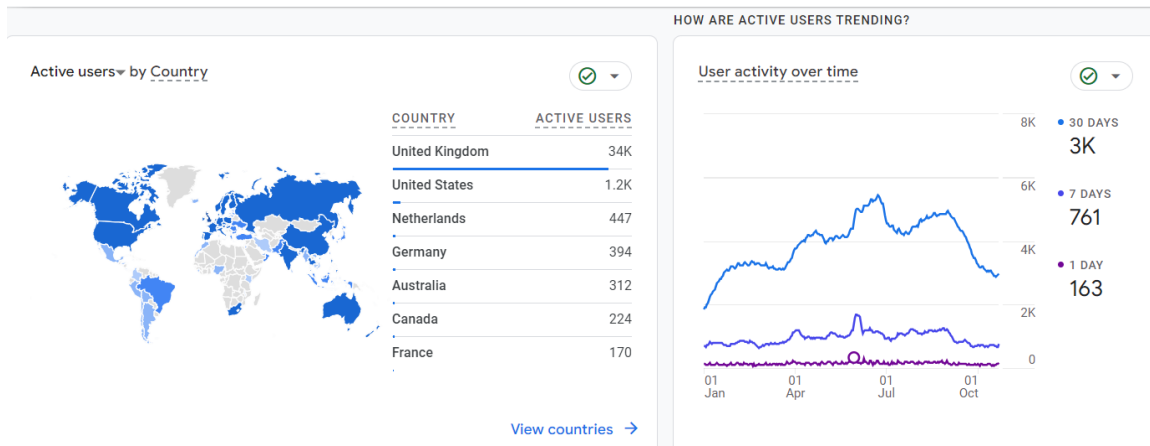 HOW ARE ACTIVE USERS TRENDING?
Active users by Country
COUNTRY ACTIVE USERS
United Kingdom 34K
United States 1.2K
Netherlands 447
Germany 394
Australia 312
Canada 224
France 170
View countries
User activity over time
8K
6K
4K
2K
0
01 Jan
01 Apr
01 Jul
01 Oct
30 DAYS
3K
7 DAYS
761
1 DAY
163